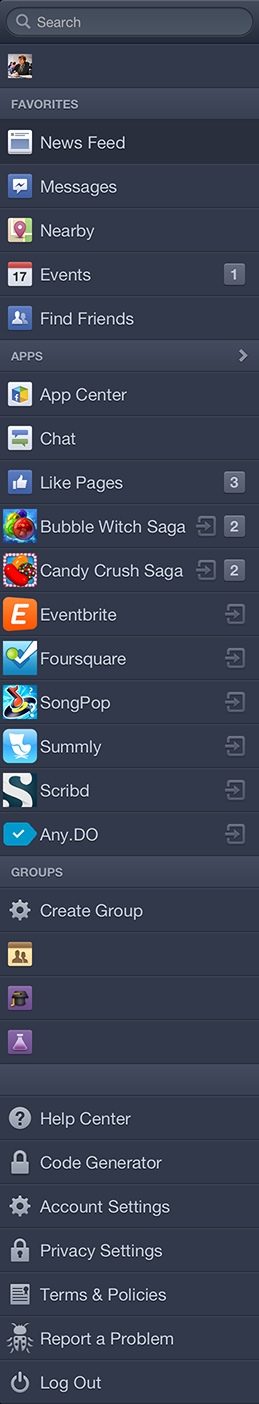 Search
FAVORITES
News Feed
Messages
Nearby
17 Events 1
Find Friends
APPS
App Center
Chat
Like Pages 3
Bubble Witch Saga 2
Candy Crush Saga 2
E Eventbrite
Foursquare
SongPop
Summly
S Scribd
Any.DO
GROUPS
Create Group
? Help Center
Code Generator
Account Settings
Privacy Settings
Terms & Policies
Report a Problem
Log Out